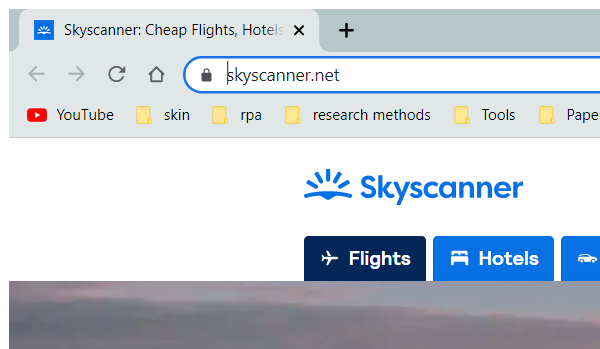 Skyscanner: Cheap Flights, Hotels
skyscanner.net
YouTube skin rpa research methods Tools Pape
Skyscanner
Flights Hotels